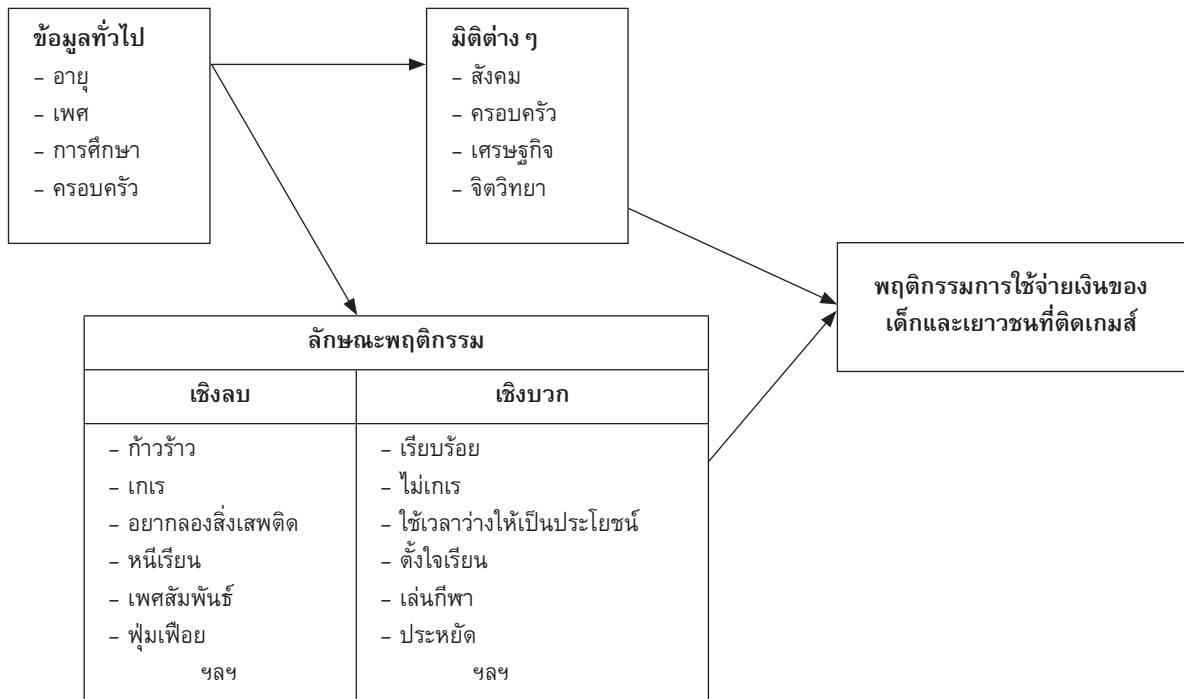 ข้อมูลทั่วไป
– อายุ
– เพศ
– การศึกษา
– ครอบครัว
มิติต่าง ๆ
– สังคม
– ครอบครัว
– เศรษฐกิจ
– จิตวิทยา
พฤติกรรมการใช้จ่ายเงินของ
เด็กและเยาวชนที่ติดเกมส์
ลักษณะพฤติกรรม
เชิงลบ
– ก้าวร้าว
– เกเร
– อยากลองสิ่งเสพติด
– หนีเรียน
– เพศสัมพันธ์
– ฟุ่มเฟือย
ฯลฯ
เชิงบวก
– เรียบร้อย
– ไม่เกเร
– ใช้เวลาว่างให้เป็นประโยชน์
– ตั้งใจเรียน
– เล่นกีฬา
– ประหยัด
ฯลฯ